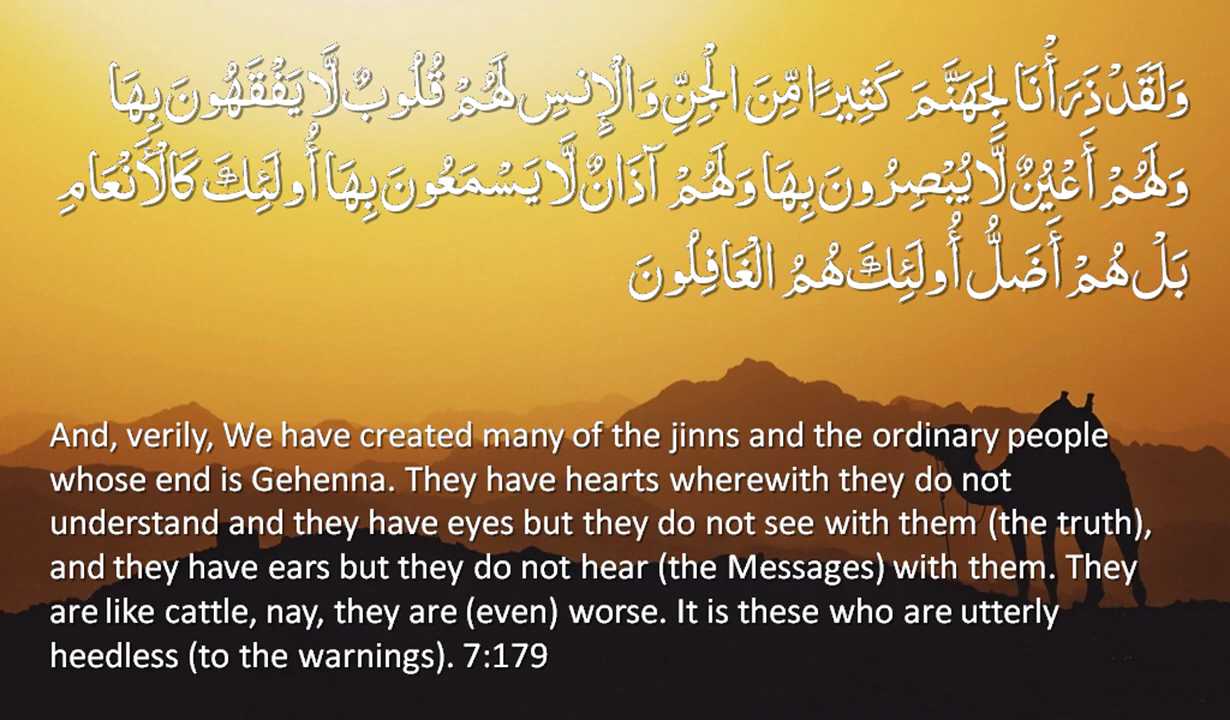 وَلَقَدْ ذَرَأْنَا لِجَهَنَّمَ كَثِيرًا مِّنَ الْجِنِّ وَالْإِنسِ لَهُمْ قُلُوبٌ لَّا يَفْقَهُونَ بِهَا
وَلَهُمْ أَعْيُنٌ لَّا يُبْصِرُونَ بِهَا وَلَهُمْ آذَانٌ لَّا يَسْمَعُونَ بِهَا أُولَئِكَ كَالْأَنْعَامِ
بَلْ هُمْ أَضَلُّ أُولَئِكَ هُمُ الْغَافِلُونَ
And, verily, We have created many of the jinns and the ordinary people
whose end is Gehenna. They have hearts wherewith they do not
understand and they have eyes but they do not see with them (the truth),
and they have ears but they do not hear (the Messages) with them. They
are like cattle, nay, they are (even) worse. It is these who are utterly
heedless (to the warnings). 7:179